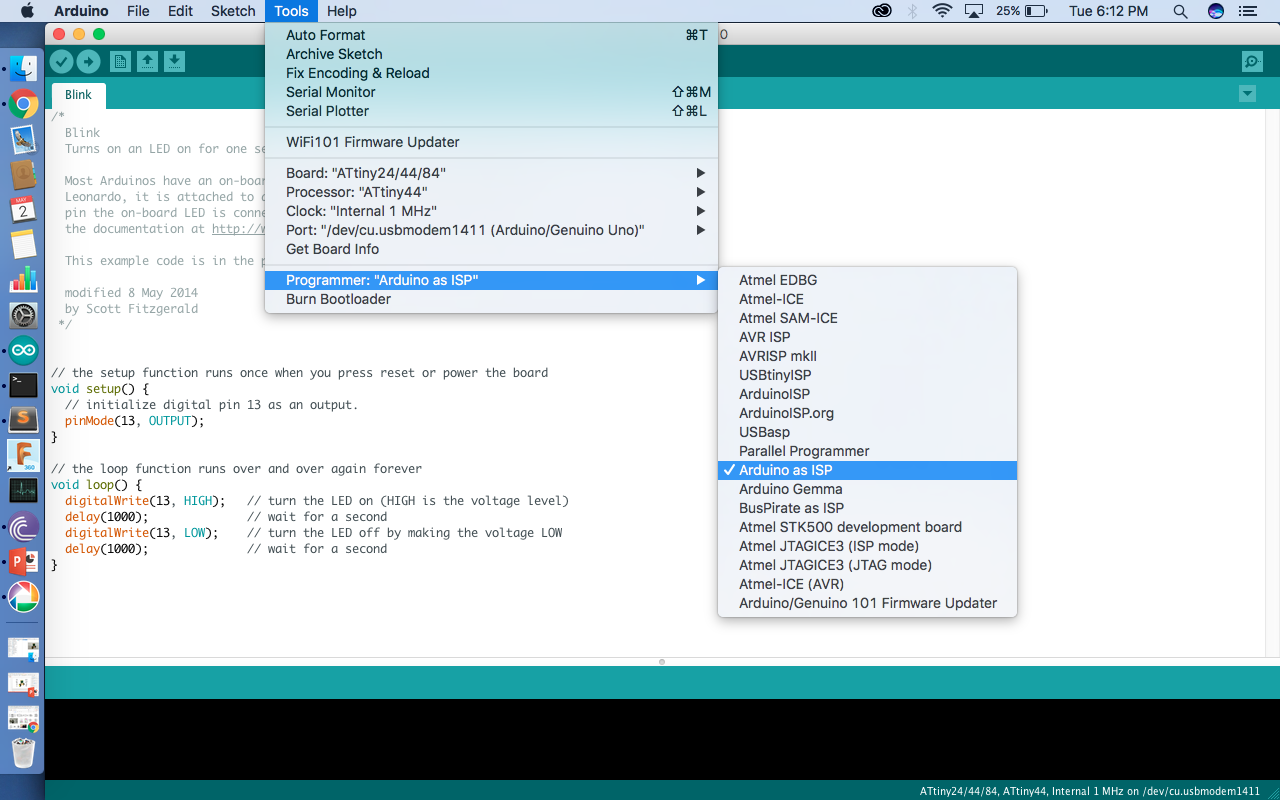 Arduino File Edit Sketch Tools Help 25% Tue 6:12 PM
Auto Format ⌘T
Archive Sketch
Fix Encoding & Reload
Serial Monitor ⇧⌘M
Serial Plotter ⇧⌘L
WiFi101 Firmware Updater
Board: "ATtiny24/44/84"
Processor: "ATtiny44"
Clock: "Internal 1 MHz"
Port: "/dev/cu.usbmodem1411 (Arduino/Genuino Uno)"
Get Board Info
Programmer: "Arduino as ISP"
Burn Bootloader
Atmel EDBG
Atmel-ICE
Atmel SAM-ICE
AVR ISP
AVRISP mkII
USBtinyISP
ArduinoISP
ArduinoISP.org
USBasp
Parallel Programmer
✓ Arduino as ISP
Arduino Gemma
BusPirate as ISP
Atmel STK500 development board
Atmel JTAGICE3 (ISP mode)
Atmel JTAGICE3 (JTAG mode)
Atmel-ICE (AVR)
Arduino/Genuino 101 Firmware Updater
0
Blink
/*
Blink
Turns on an LED on for one
Most Arduinos have an on-boar
Leonardo, it is attached to
pin the on-board LED is conne
the documentation at http://
This example code is in the
modified 8 May 2014
by Scott Fitzgerald
*/
// the setup function runs once when you press reset or power the board
void setup() {
// initialize digital pin 13 as an output.
pinMode(13, OUTPUT);
}
// the loop function runs over and over again forever
void loop() {
digitalWrite(13, HIGH); // turn the LED on (HIGH is the voltage level)
delay(1000); // wait for a second
digitalWrite(13, LOW); // turn the LED off by making the voltage LOW
delay(1000); // wait for a second
}
MAY
2
>_
S
F
360
P
ATtiny24/44/84, ATtiny44, Internal 1 MHz on /dev/cu.usbmodem1411